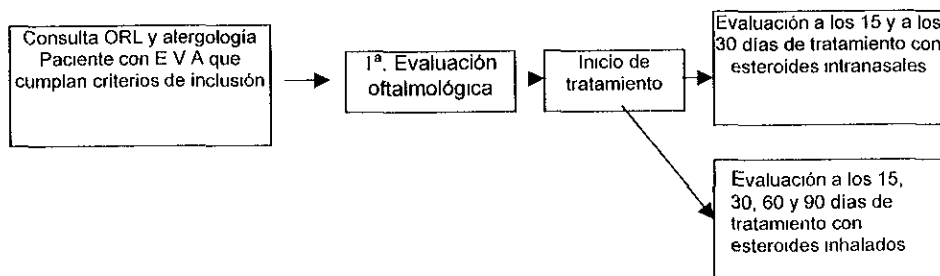 Consulta ORL y alergología
Paciente con E V A que
cumplan criterios de inclusión
1ª. Evaluación
oftalmológica
Inicio de
tratamiento
Evaluación a los 15 y a los
30 días de tratamiento con
esteroides intranasales
Evaluación a los 15,
30, 60 y 90 días de
tratamiento con
esteroides inhalados